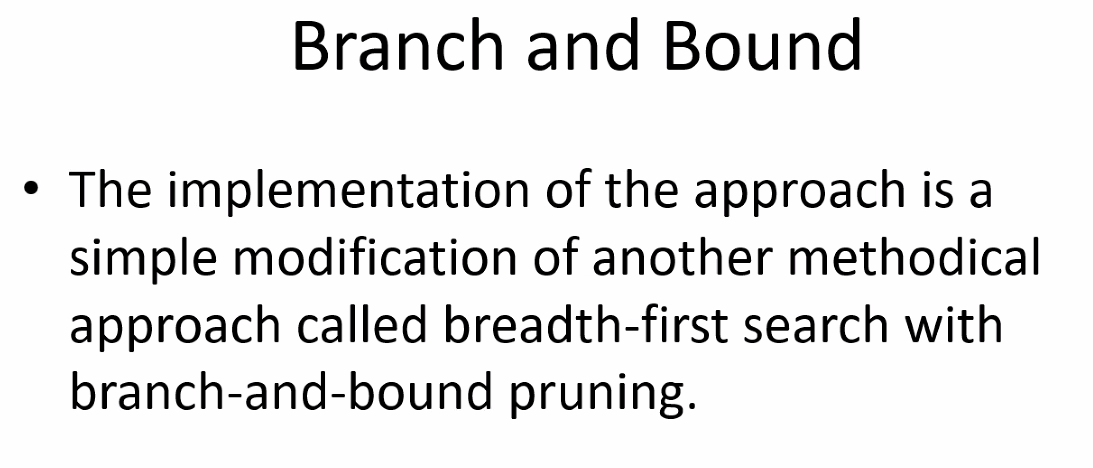 Branch and Bound
• The implementation of the approach is a
simple modification of another methodical
approach called breadth-first search with
branch-and-bound pruning.